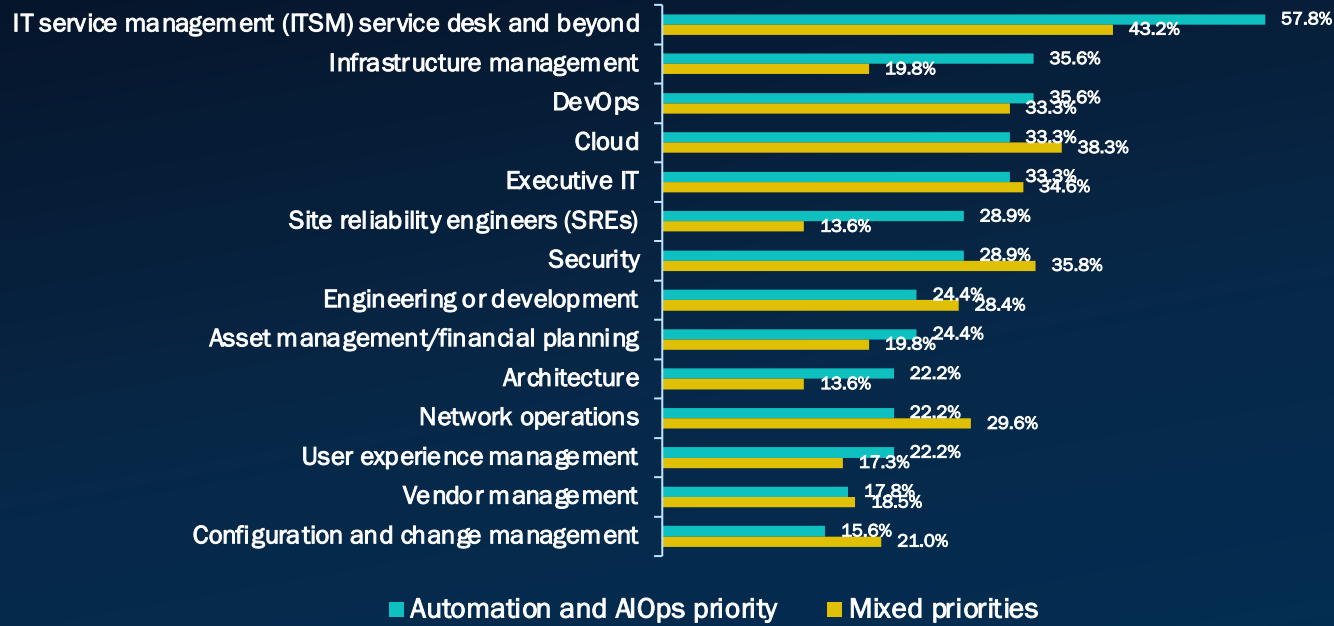 IT service management (ITSM) service desk and beyond
57.8%
43.2%
Infrastructure management
35.6%
19.8%
DevOps
35.6%
33.3%
Cloud
33.3%
38.3%
Executive IT
33.3%
34.6%
Site reliability engineers (SREs)
28.9%
13.6%
Security
28.9%
35.8%
Engineering or development
24.4%
28.4%
Asset management/financial planning
24.4%
19.8%
Architecture
22.2%
13.6%
Network operations
22.2%
29.6%
User experience management
22.2%
17.3%
Vendor management
17.8%
18.5%
Configuration and change management
15.6%
21.0%
Automation and AIOps priority
Mixed priorities